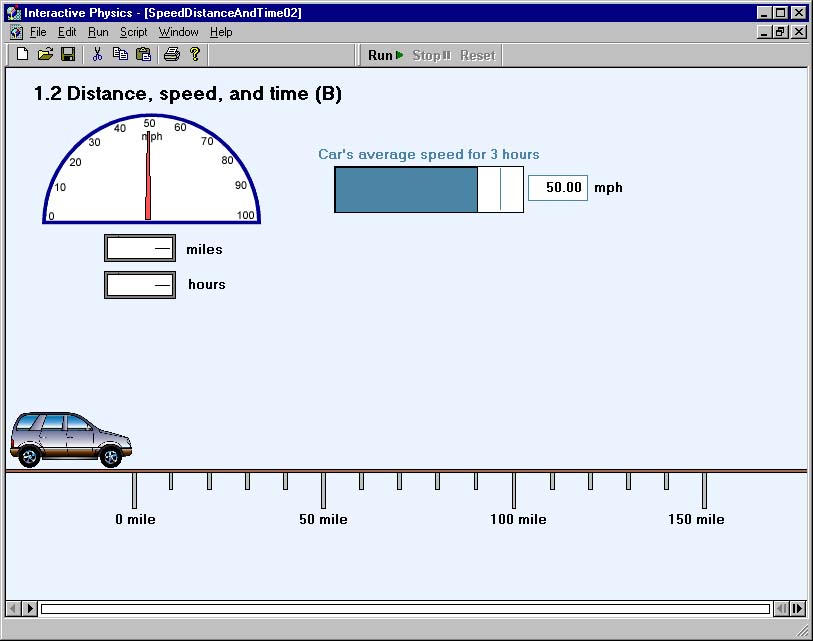 Interactive Physics - [SpeedDistanceAndTime02]
File Edit Run Script Window Help
Run Stop Reset
1.2 Distance, speed, and time (B)
0 10 20 30 40 50 60 70 80 90 100
mph
Car's average speed for 3 hours
50.00 mph
miles
hours
0 mile 50 mile 100 mile 150 mile